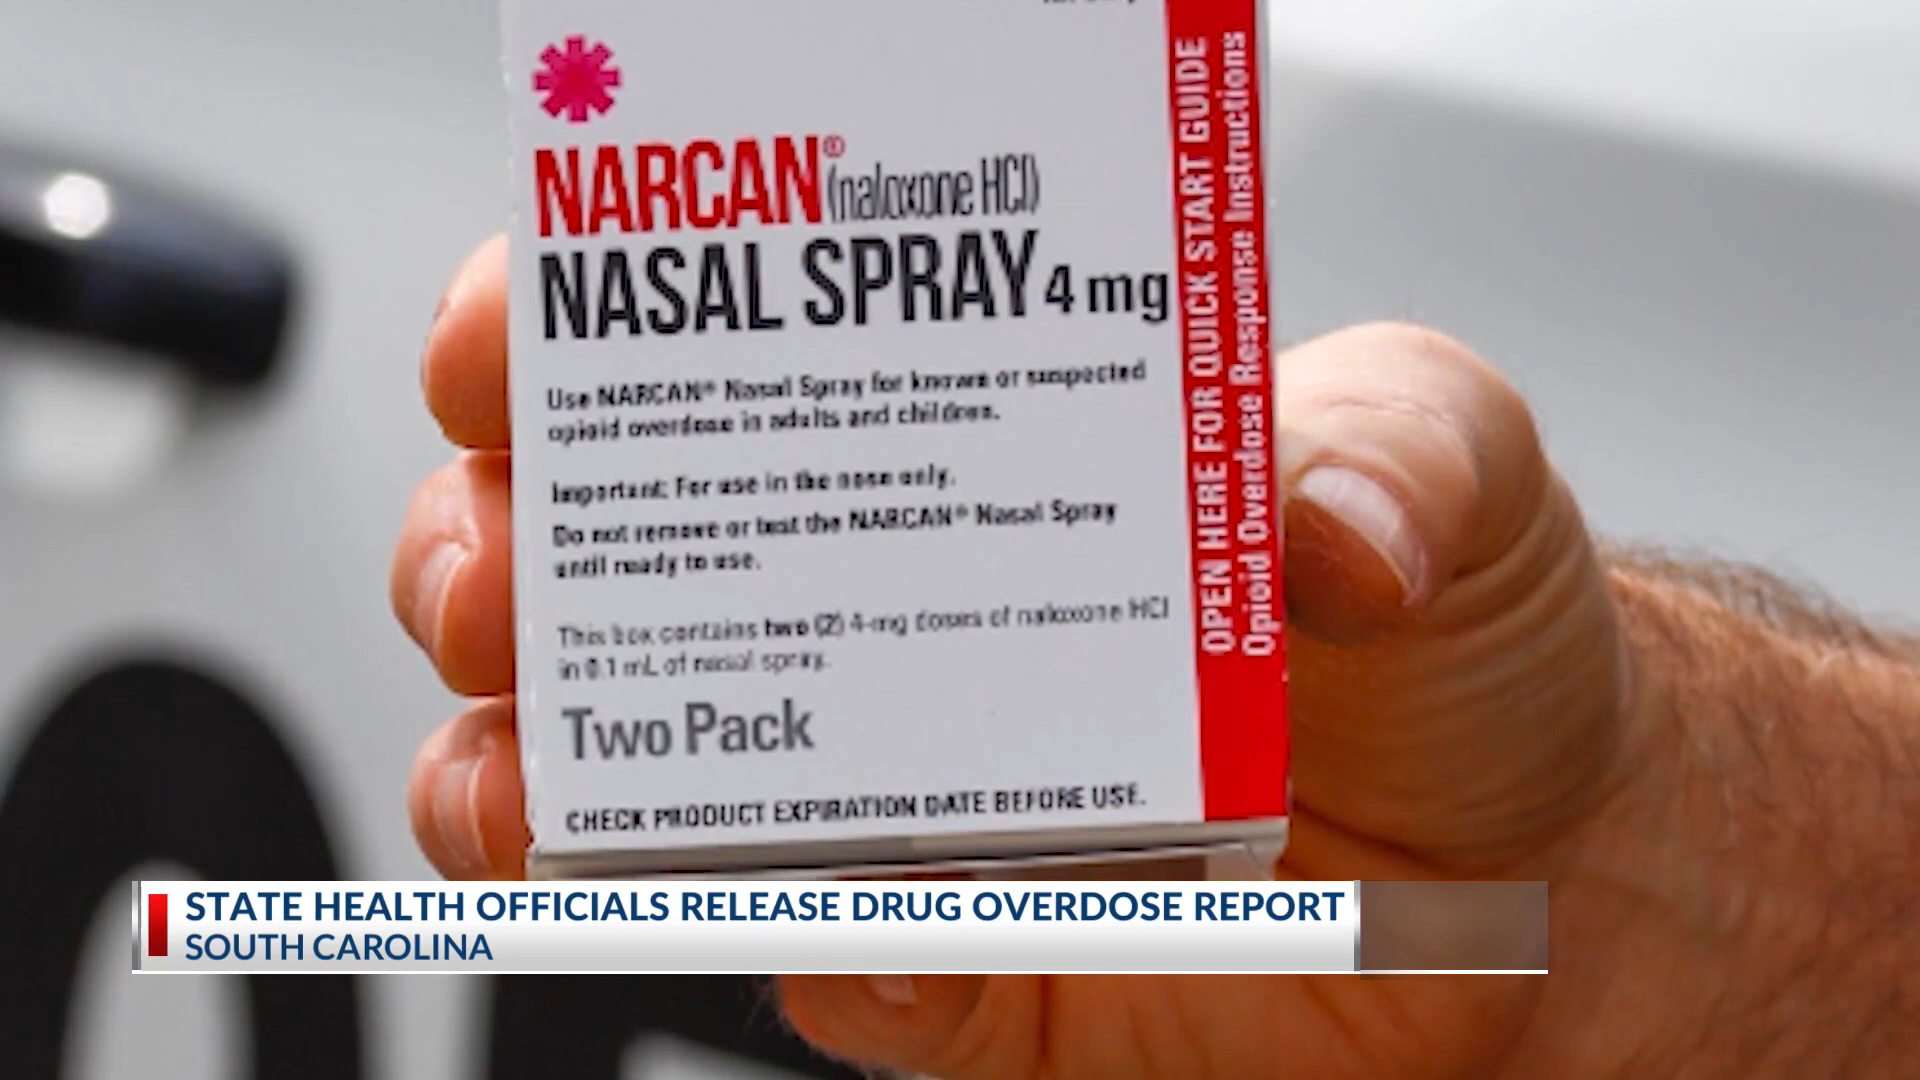 NARCAN® (naloxone HCl)
NASAL SPRAY 4 mg
Use NARCAN® Nasal Spray for known or suspected
opioid overdose in adults and children.
Important: For use in the nose only.
Do not remove or test the NARCAN® Nasal Spray
until ready to use.
This box contains two (2) 4-mg doses of naloxone HCl
in 0.1 mL of nasal spray.
Two Pack
CHECK PRODUCT EXPIRATION DATE BEFORE USE.
OPEN HERE FOR QUICK START GUIDE
Opioid Overdose Response Instructions
STATE HEALTH OFFICIALS RELEASE DRUG OVERDOSE REPORT
SOUTH CAROLINA